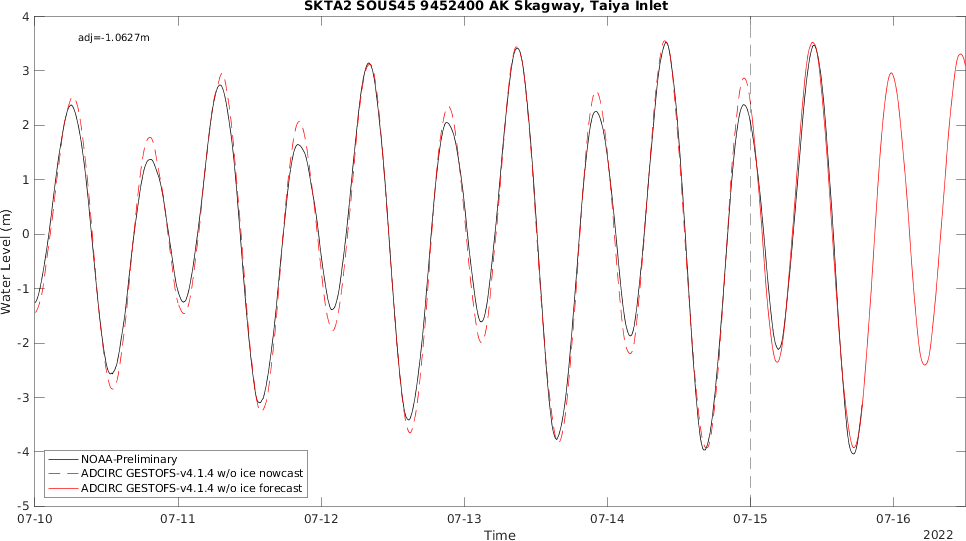 SKTA2 SOUS45 9452400 AK Skagway, Taiya Inlet
adj=-1.0627m
4
3
2
1
0
-1
-2
-3
-4
-5
Water Level (m)
NOAA-Preliminary
ADCIRC GESTOFS-v4.1.4 w/o ice nowcast
ADCIRC GESTOFS-v4.1.4 w/o ice forecast
07-10 07-11 07-12 07-13 07-14 07-15 07-16
Time
2022